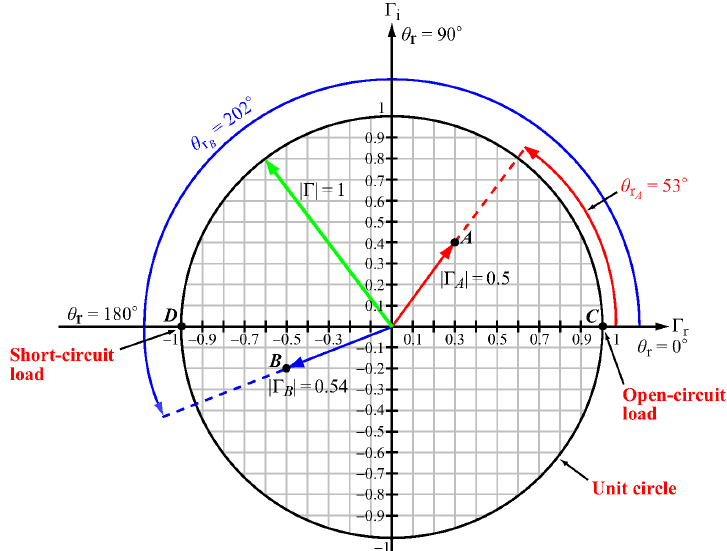 Γi
θr = 90°
θrB = 202°
1
0.9
0.8
0.7
0.6
0.5
0.4
0.3
0.2
0.1
|Γ| = 1
A
|ΓA| = 0.5
θrA = 53°
θr = 180°
D
C
Γr
θr = 0°
−1
−0.9
−0.7
−0.5
−0.3
−0.1
0.1
0.3
0.5
0.7
0.9
1
Short-circuit
load
B
|ΓB| = 0.54
Open-circuit
load
−0.2
−0.3
−0.4
−0.5
−0.6
−0.7
−0.8
−0.9
−1
Unit circle